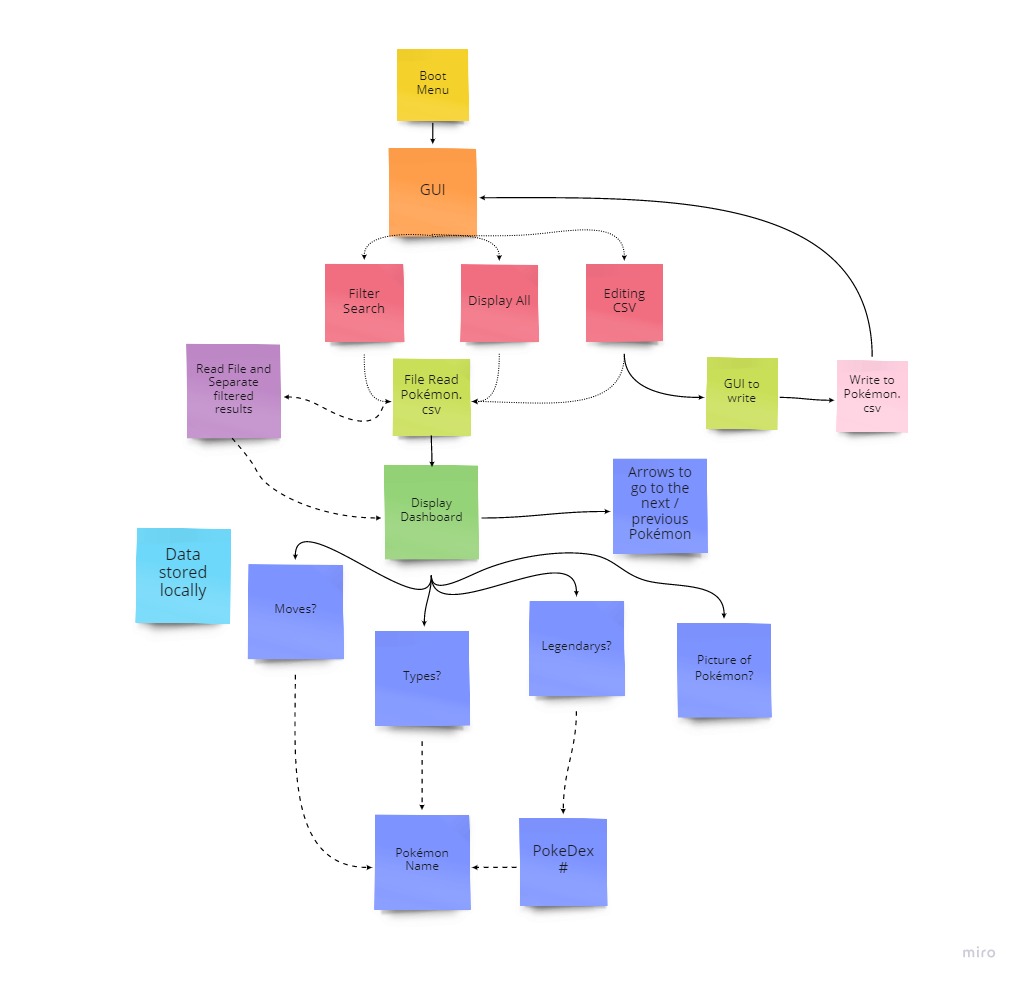 Boot
Menu
GUI
Filter
Search
Display All
Editing
CSV
Read File and
Separate
filtered
results
File Read
Pokémon.
csv
GUI to
write
Write to
Pokémon.
csv
Display
Dashboard
Arrows to
go to the
next /
previous
Pokémon
Data
stored
locally
Moves?
Types?
Legendarys?
Picture of
Pokémon?
Pokémon
Name
PokeDex
#
miro